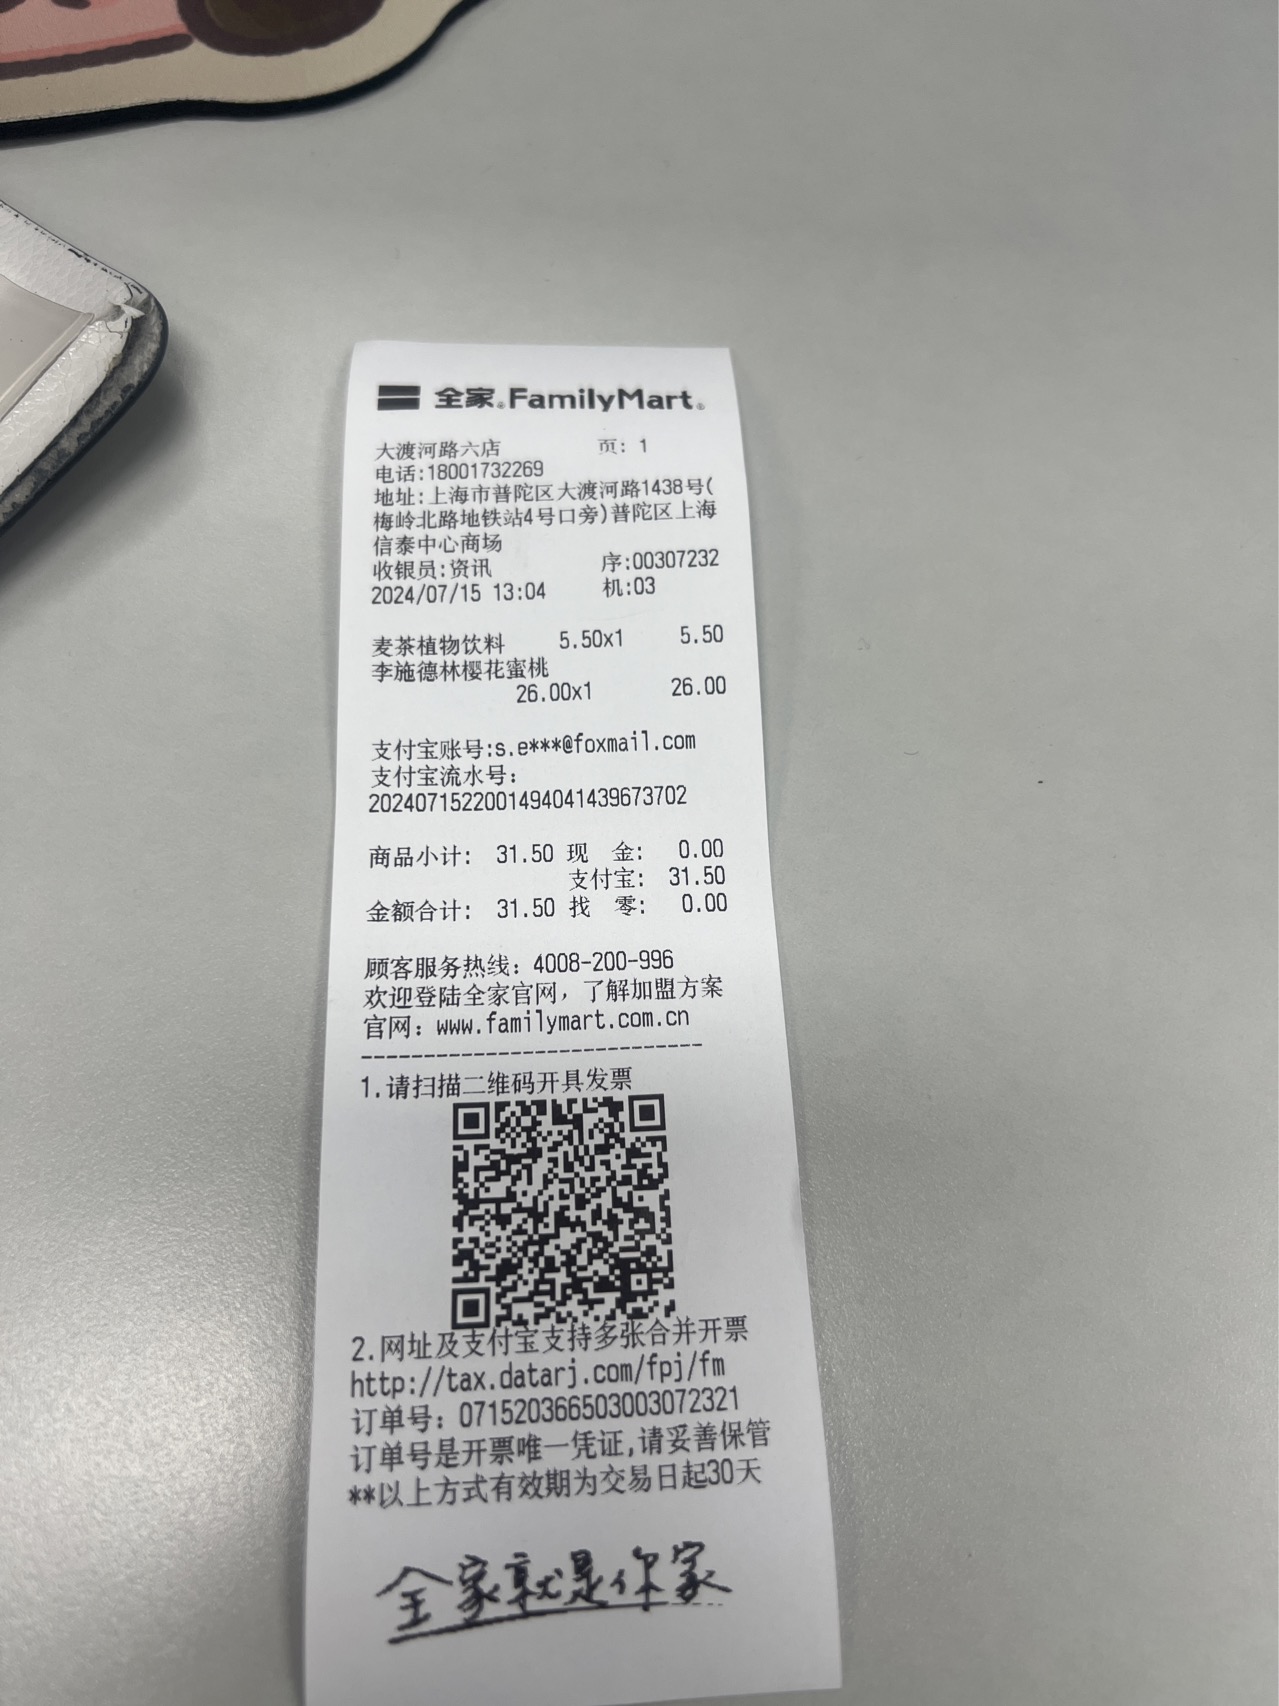 全家®FamilyMart®
大渡河路六店 页: 1
电话:18001732269
地址:上海市普陀区大渡河路1438号(
梅岭北路地铁站4号口旁)普陀区上海
信泰中心商场
收银员:资讯 序:00307232
2024/07/15 13:04 机:03
麦茶植物饮料 5.50x1 5.50
李施德林樱花蜜桃
26.00x1 26.00
支付宝账号:s.e***@foxmail.com
支付宝流水号:
2024071522001494041439673702
商品小计: 31.50 现 金: 0.00
支付宝: 31.50
金额合计: 31.50 找 零: 0.00
顾客服务热线: 4008-200-996
欢迎登陆全家官网, 了解加盟方案
官网: www.familymart.com.cn
----------------------------
1.请扫描二维码开具发票
2.网址及支付宝支持多张合并开票
http://tax.datarj.com/fpj/fm
订单号: 0715203665030030​72321
订单号是开票唯一凭证,请妥善保管
**以上方式有效期为交易日起30天
全家就是你家